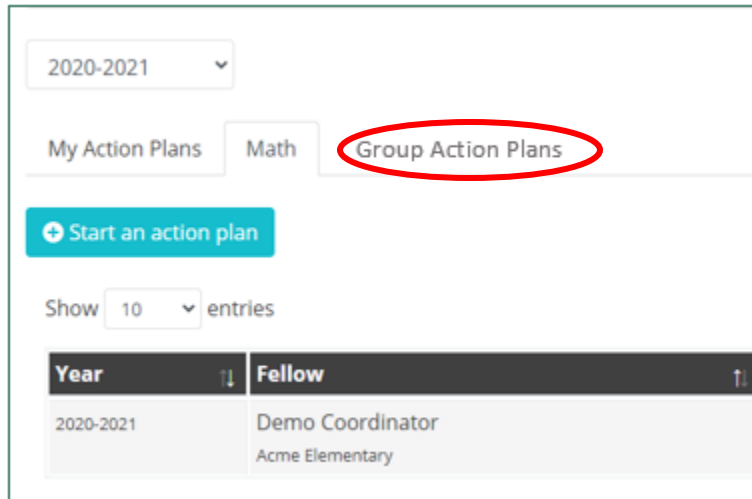 2020-2021
My Action Plans Math Group Action Plans
Start an action plan
Show 10 entries
Year Fellow
2020-2021 Demo Coordinator
Acme Elementary